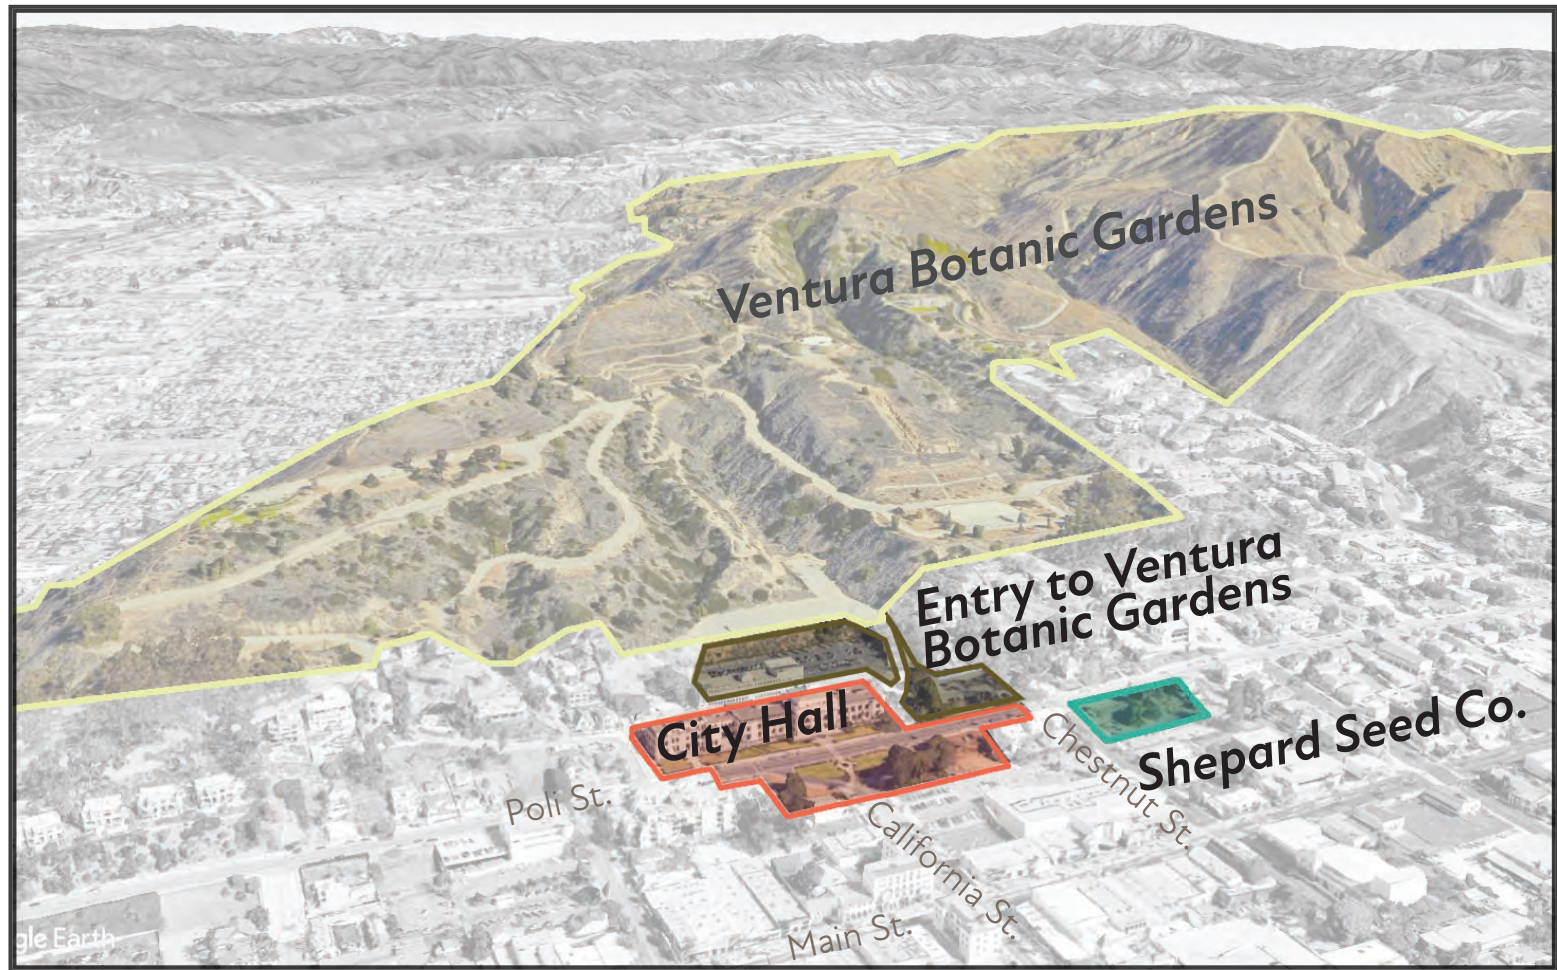 Ventura Botanic Gardens
Entry to Ventura
Botanic Gardens
City Hall
Shepard Seed Co.
Chestnut St.
Poli St.
California St.
Main St.
gle Earth